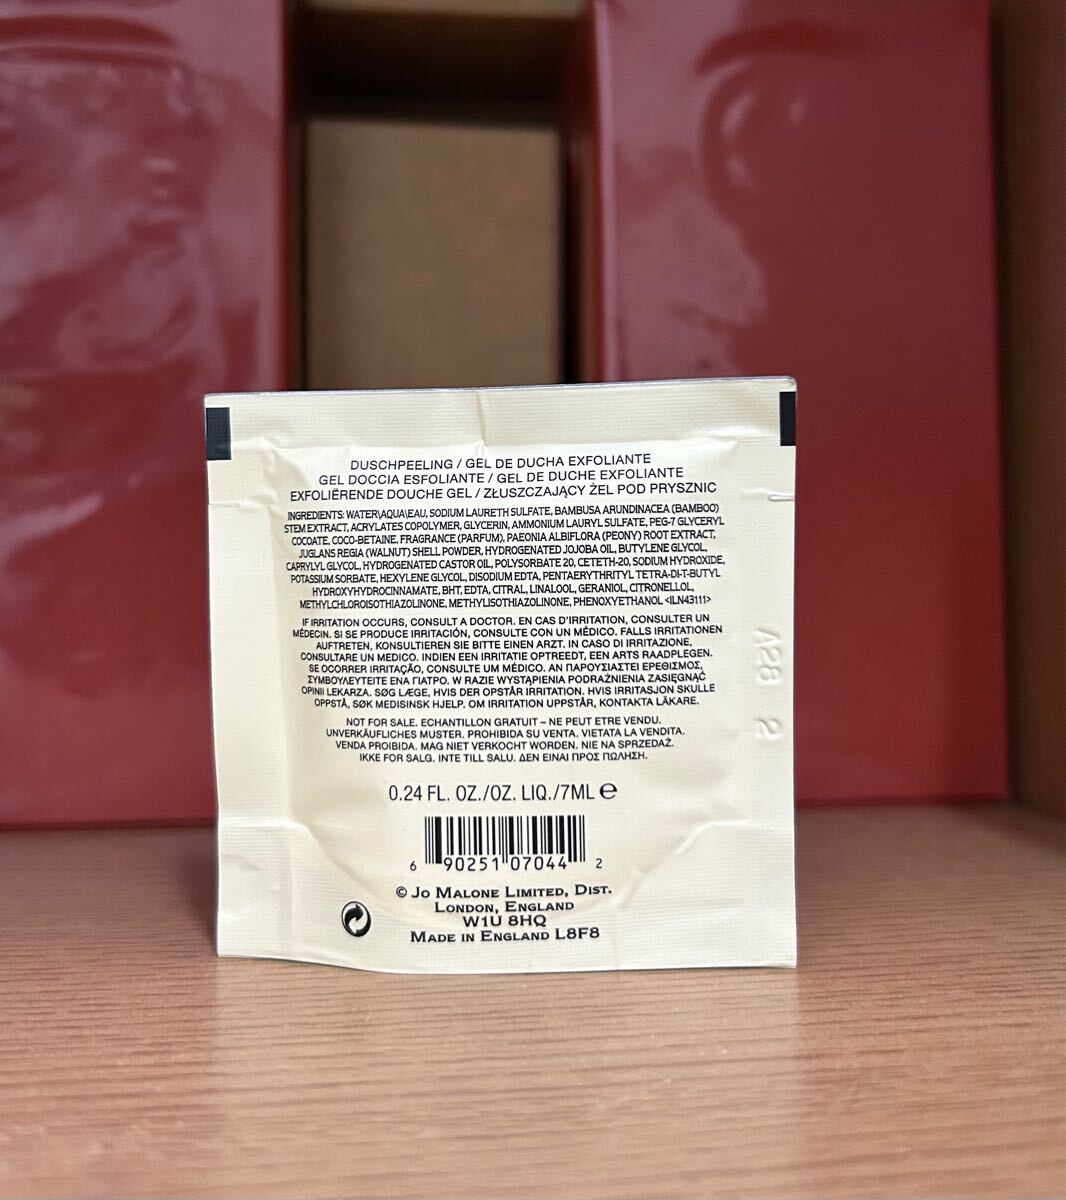 DUSCHPEELING / GEL DE DUCHA EXFOLIANTE
GEL DOCCIA ESFOLIANTE / GEL DE DUCHE EXFOLIANTE
EXFOLIËRENDE DOUCHE GEL / ZŁUSZCZAJĄCY ŻEL POD PRYSZNIC
INGREDIENTS: WATER\AQUA\EAU, SODIUM LAURETH SULFATE, BAMBUSA ARUNDINACEA (BAMBOO)
STEM EXTRACT, ACRYLATES COPOLYMER, GLYCERIN, AMMONIUM LAURYL SULFATE, PEG-7 GLYCERYL
COCOATE, COCO-BETAINE, FRAGRANCE (PARFUM), PAEONIA ALBIFLORA (PEONY) ROOT EXTRACT,
JUGLANS REGIA (WALNUT) SHELL POWDER, HYDROGENATED JOJOBA OIL, BUTYLENE GLYCOL,
CAPRYLYL GLYCOL, HYDROGENATED CASTOR OIL, POLYSORBATE 20, CETETH-20, SODIUM HYDROXIDE,
POTASSIUM SORBATE, HEXYLENE GLYCOL, DISODIUM EDTA, PENTAERYTHRITYL TETRA-DI-T-BUTYL
HYDROXYHYDROCINNAMATE, BHT, EDTA, CITRAL, LINALOOL, GERANIOL, CITRONELLOL,
METHYLCHLOROISOTHIAZOLINONE, METHYLISOTHIAZOLINONE, PHENOXYETHANOL <ILN43111>
IF IRRITATION OCCURS, CONSULT A DOCTOR. EN CAS D'IRRITATION, CONSULTER UN
MÉDECIN. SI SE PRODUCE IRRITACIÓN, CONSULTE CON UN MÉDICO. FALLS IRRITATIONEN
AUFTRETEN, KONSULTIEREN SIE BITTE EINEN ARZT. IN CASO DI IRRITAZIONE,
CONSULTARE UN MEDICO. INDIEN EEN IRRITATIE OPTREEDT, EEN ARTS RAADPLEGEN.
SE OCORRER IRRITAÇÃO, CONSULTE UM MÉDICO. ΑΝ ΠΑΡΟΥΣΙΑΣΤΕΙ ΕΡΕΘΙΣΜΟΣ,
ΣΥΜΒΟΥΛΕΥΤΕΙΤΕ ΕΝΑ ΓΙΑΤΡΟ. W RAZIE WYSTĄPIENIA PODRAŻNIENIA ZASIĘGNĄĆ
OPINII LEKARZA. SØG LÆGE, HVIS DER OPSTÅR IRRITATION. HVIS IRRITASJON SKULLE
OPPSTÅ, SØK MEDISINSK HJELP. OM IRRITATION UPPSTÅR, KONTAKTA LÄKARE.
NOT FOR SALE. ECHANTILLON GRATUIT – NE PEUT ETRE VENDU.
UNVERKÄUFLICHES MUSTER. PROHIBIDA SU VENTA. VIETATA LA VENDITA.
VENDA PROIBIDA. MAG NIET VERKOCHT WORDEN. NIE NA SPRZEDAŻ.
IKKE FOR SALG. INTE TILL SALU. ΔΕΝ ΕΙΝΑΙ ΠΡΟΣ ΠΩΛΗΣΗ.
0.24 FL. OZ./OZ. LIQ./7ML ℮
6 90251 07044 2
© JO MALONE LIMITED, DIST.
LONDON, ENGLAND
W1U 8HQ
MADE IN ENGLAND L8F8
A28 2